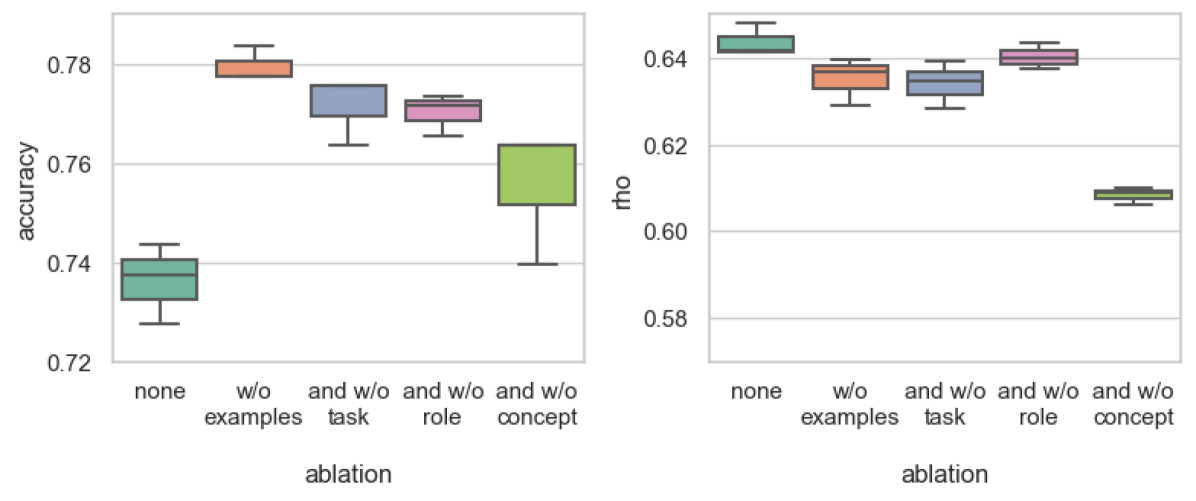 accuracy
0.78
0.76
0.74
0.72
none
w/o
examples
and w/o
task
and w/o
role
and w/o
concept
ablation
rho
0.64
0.62
0.60
0.58
none
w/o
examples
and w/o
task
and w/o
role
and w/o
concept
ablation